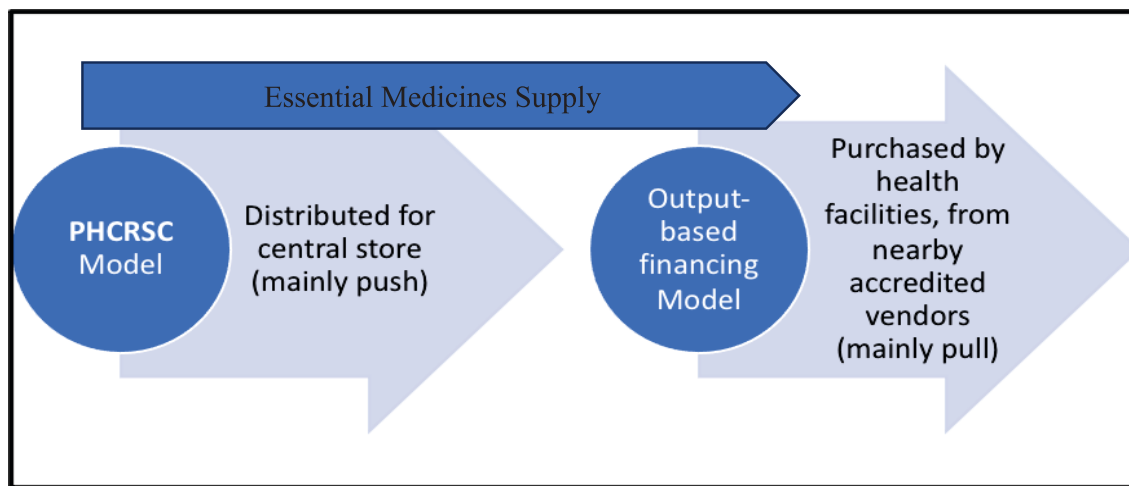 Essential Medicines Supply
PHCRSC
Model
Distributed for
central store
(mainly push)
Output-
based
financing
Model
Purchased by
health
facilities, from
nearby
accredited
vendors
(mainly pull)